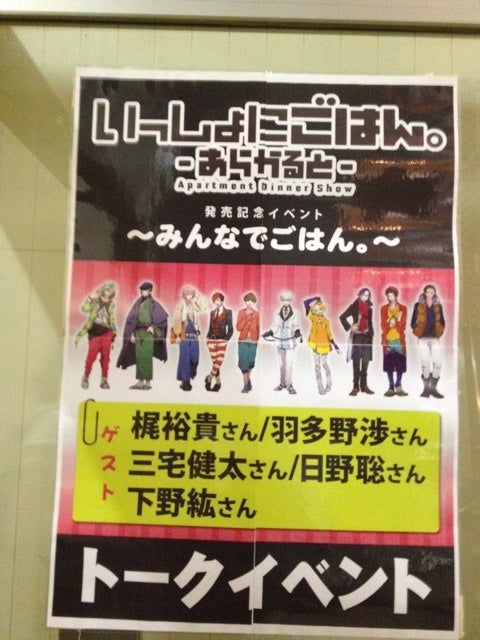 いっしょにごはん。
-あらかると-
Apartment Dinner Show
発売記念イベント
〜みんなでごはん。〜
ゲスト
梶裕貴さん/羽多野渉さん
三宅健太さん/日野聡さん
下野紘さん
トークイベント